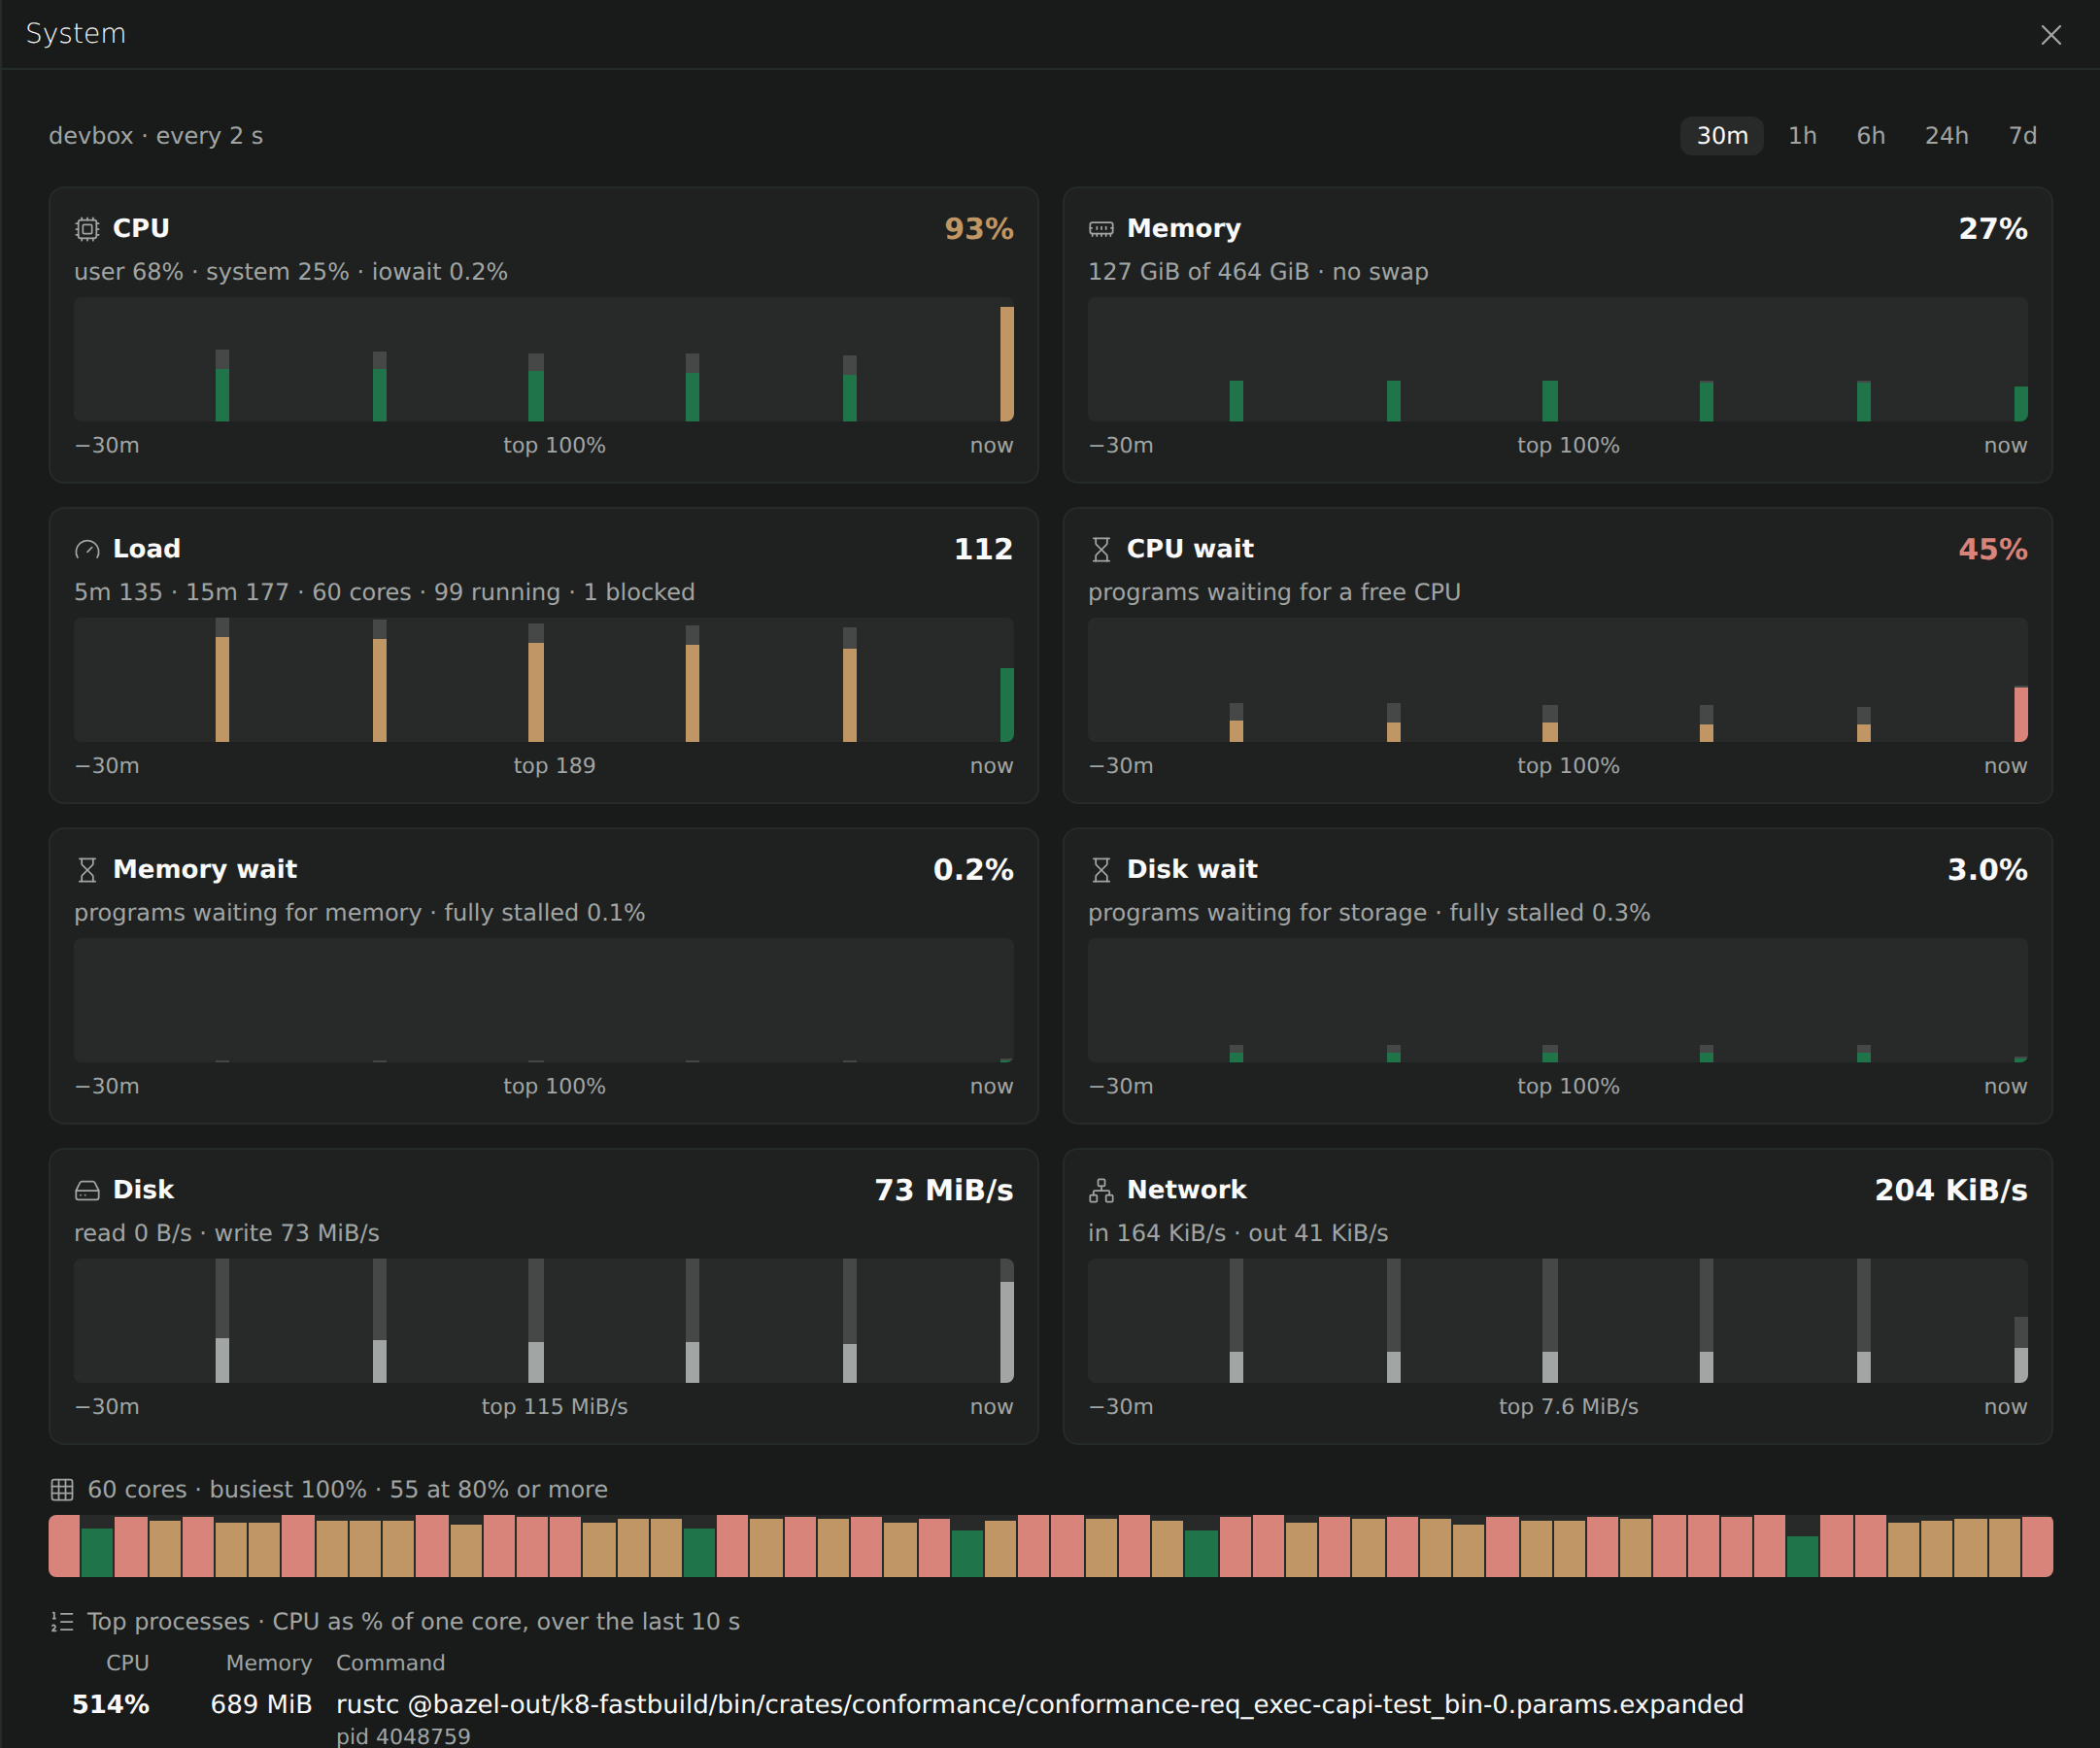 System
devbox · every 2 s
30m 1h 6h 24h 7d
CPU 93%
user 68% · system 25% · iowait 0.2%
−30m top 100% now
Memory 27%
127 GiB of 464 GiB · no swap
−30m top 100% now
Load 112
5m 135 · 15m 177 · 60 cores · 99 running · 1 blocked
−30m top 189 now
CPU wait 45%
programs waiting for a free CPU
−30m top 100% now
Memory wait 0.2%
programs waiting for memory · fully stalled 0.1%
−30m top 100% now
Disk wait 3.0%
programs waiting for storage · fully stalled 0.3%
−30m top 100% now
Disk 73 MiB/s
read 0 B/s · write 73 MiB/s
−30m top 115 MiB/s now
Network 204 KiB/s
in 164 KiB/s · out 41 KiB/s
−30m top 7.6 MiB/s now
60 cores · busiest 100% · 55 at 80% or more
Top processes · CPU as % of one core, over the last 10 s
CPU Memory Command
514% 689 MiB rustc @bazel-out/k8-fastbuild/bin/crates/conformance/conformance-req_exec-capi-test_bin-0.params.expanded
pid 4048759